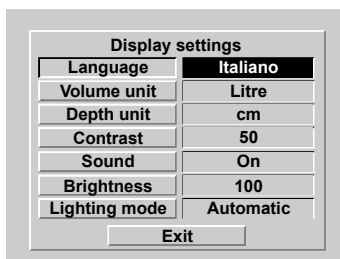 Display settings
Language Italiano
Volume unit Litre
Depth unit cm
Contrast 50
Sound On
Brightness 100
Lighting mode Automatic
Exit